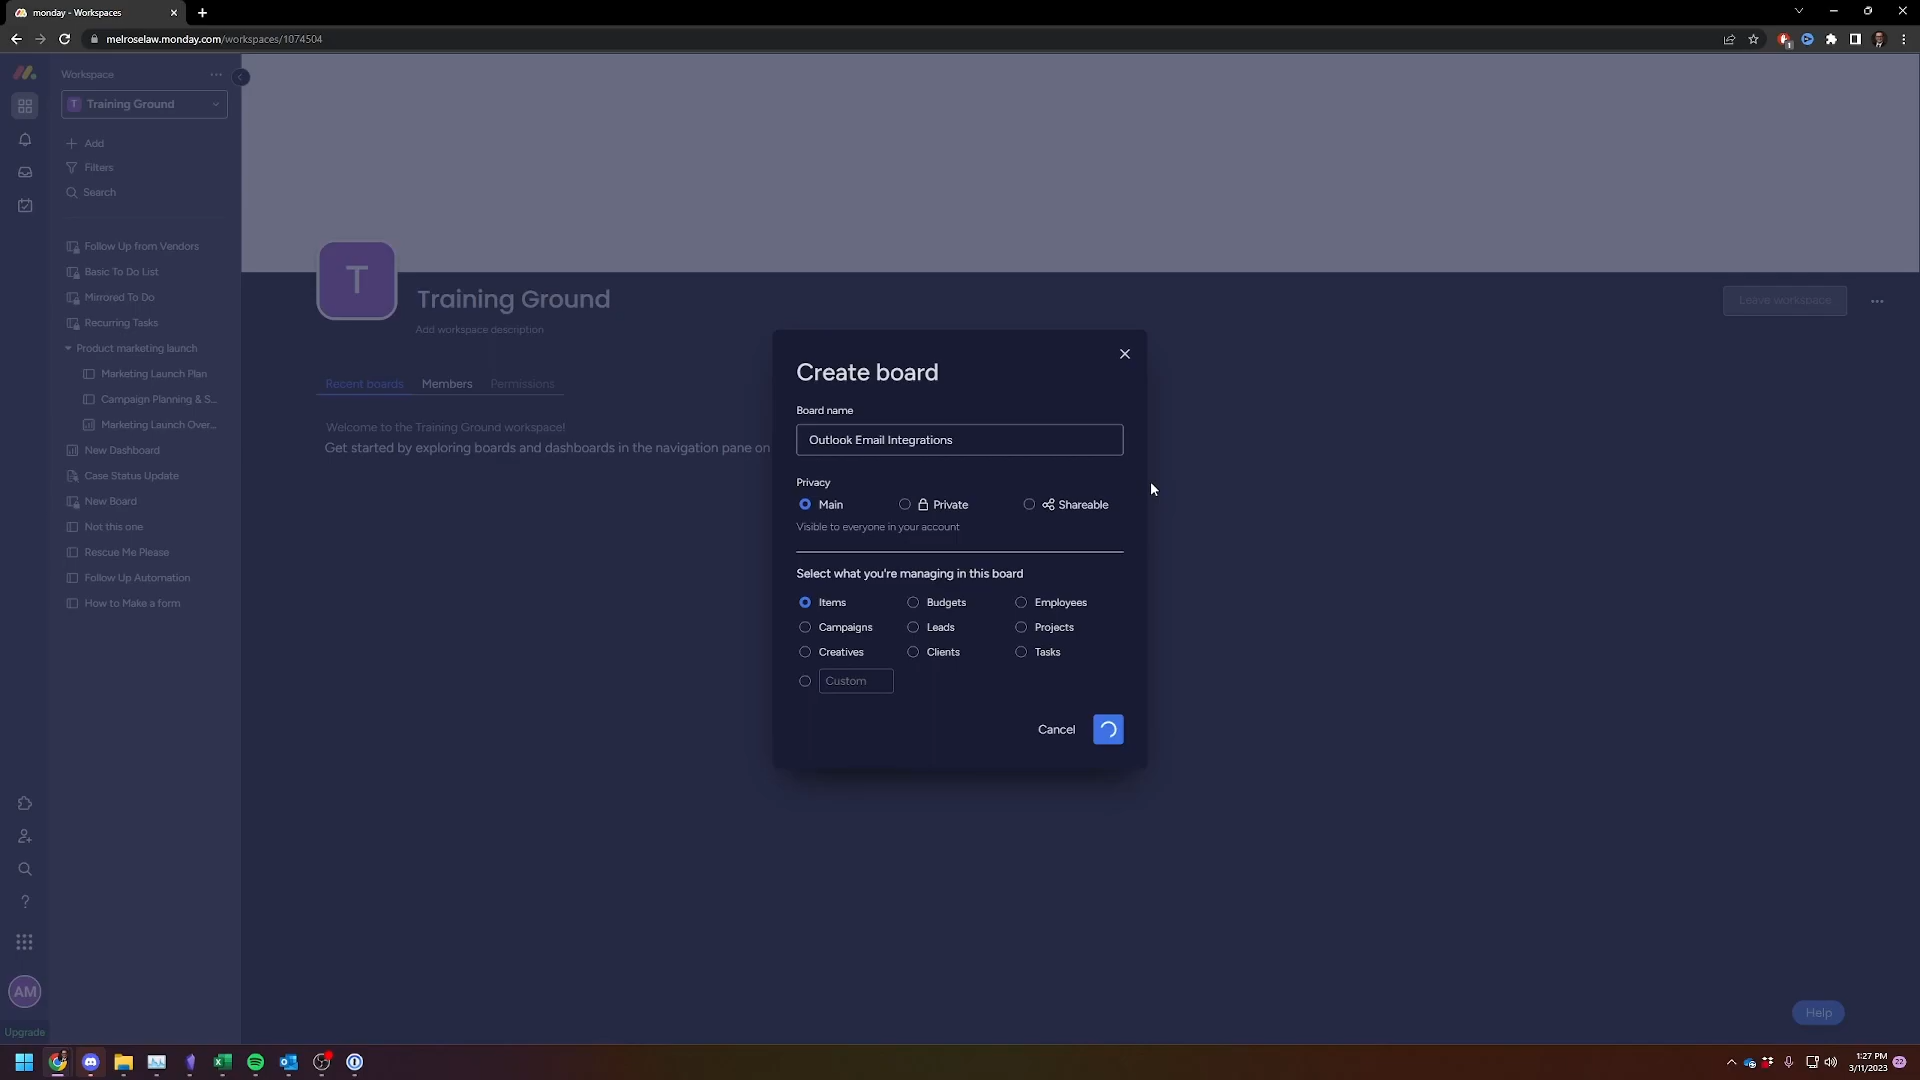 monday - Workspaces
melroselaw.monday.com/workspaces/1074504
1
Workspace
T Training Ground
Add
Filters
Search
Follow Up from Vendors
Basic To Do List
Mirrored To Do
Recurring Tasks
Product marketing launch
Marketing Launch Plan
Campaign Planning & S...
Marketing Launch Over...
New Dashboard
Case Status Update
New Board
Not this one
Rescue Me Please
Follow Up Automation
How to Make a form
AM
Upgrade
T
Training Ground
Add workspace description
Leave workspace
Recent boards
Members
Permissions
Welcome to the Training Ground workspace!
Get started by exploring boards and dashboards in the navigation pane on
Create board
Board name
Outlook Email Integrations
Privacy
Main
Private
Shareable
Visible to everyone in your account
Select what you're managing in this board
Items
Budgets
Employees
Campaigns
Leads
Projects
Creatives
Clients
Tasks
Custom
Cancel
Help
1:27 PM
3/11/2023
22